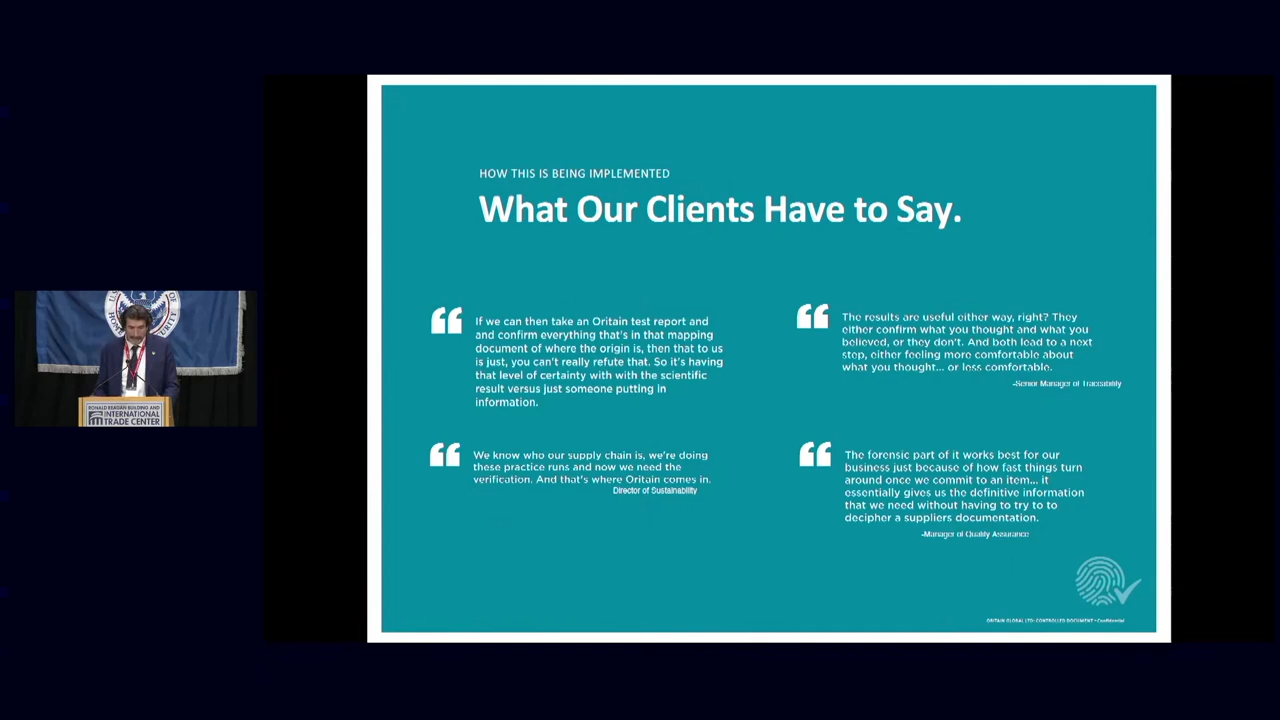 HOW THIS IS BEING IMPLEMENTED
What Our Clients Have to Say.
If we can then take an Oritain test report and
and confirm everything that's in that mapping
document of where the origin is, then that to us
is just, you can't really refute that. So it's having
that level of certainty with with the scientific
result versus just someone putting in
information.
The results are useful either way, right? They
either confirm what you thought and what you
believed, or they don't. And both lead to a next
step, either feeling more comfortable about
what you thought... or less comfortable.
-Senior Manager of Traceability
We know who our supply chain is, we're doing
these practice runs and now we need the
verification. And that's where Oritain comes in.
Director of Sustainability
The forensic part of it works best for our
business just because of how fast things turn
around once we commit to an item... it
essentially gives us the definitive information
that we need without having to try to to
decipher a suppliers documentation.
-Manager of Quality Assurance
ORITAIN GLOBAL LTD: CONTROLLED DOCUMENT • Confidential
RONALD REAGAN BUILDING AND
INTERNATIONAL
TRADE CENTER